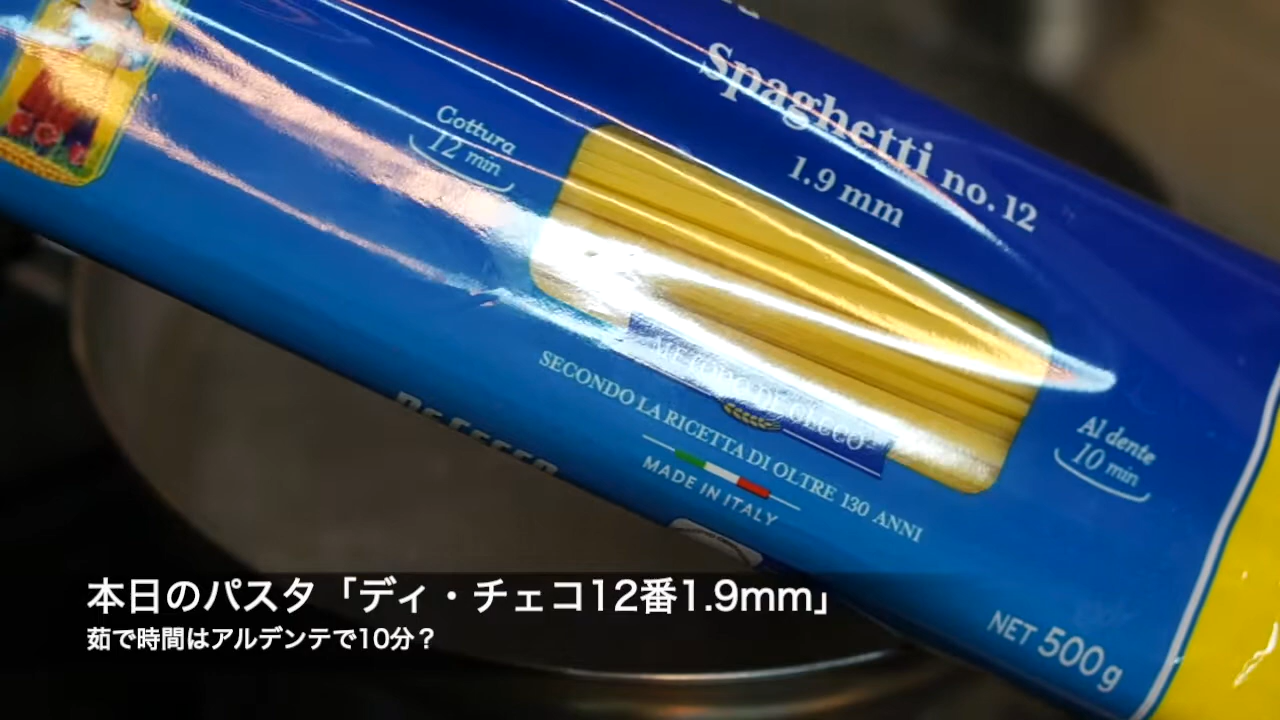 Spaghetti no. 12
1.9 mm
Cottura
12 min
SECONDO LA RICETTA DI OLTRE 130 ANNI
MADE IN ITALY
Al dente
10 min
NET 500g
本日のパスタ「ディ・チェコ12番1.9mm」
茹で時間はアルデンテで10分？